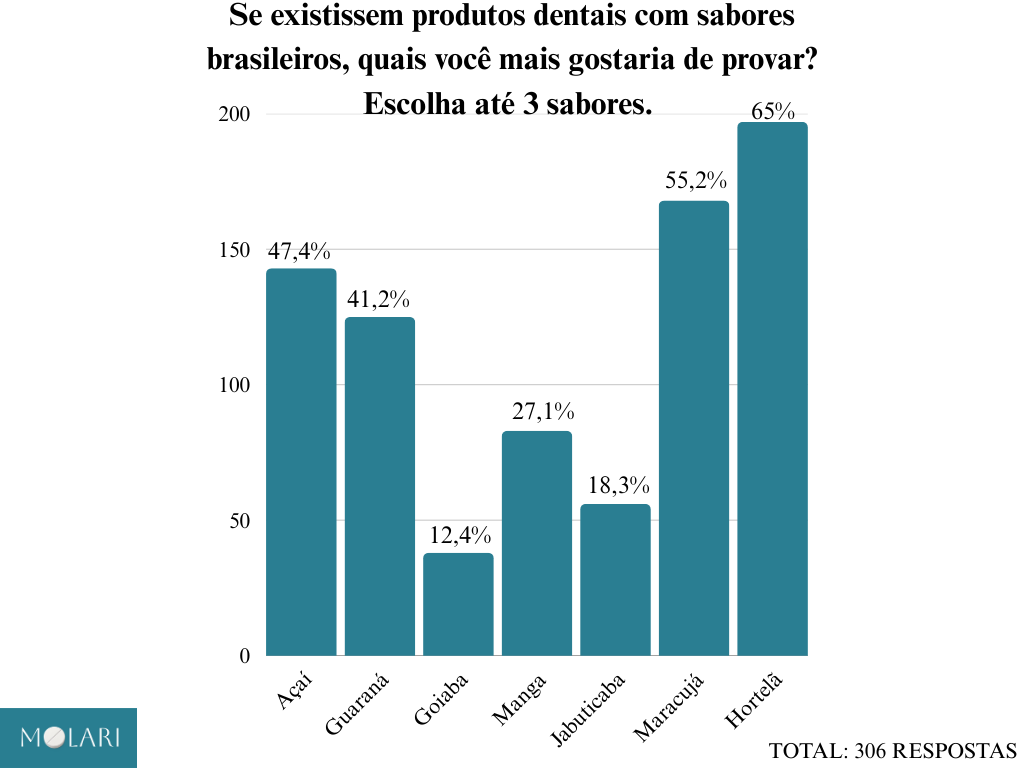 Se existissem produtos dentais com sabores
brasileiros, quais você mais gostaria de provar?
Escolha até 3 sabores.
200
150
100
50
0
47,4%
41,2%
12,4%
27,1%
18,3%
55,2%
65%
Açaí
Guaraná
Goiaba
Manga
Jabuticaba
Maracujá
Hortelã
MOLARI
TOTAL: 306 RESPOSTAS